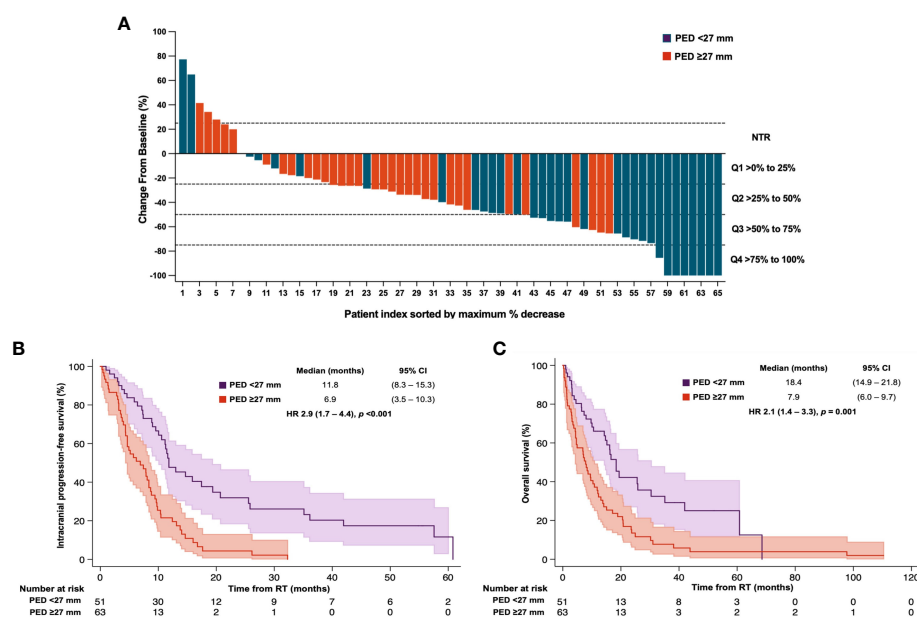 A
PED <27 mm
PED ≥27 mm
Change From Baseline (%)
100
80
60
40
20
0
-20
-40
-60
-80
-100
NTR
Q1 >0% to 25%
Q2 >25% to 50%
Q3 >50% to 75%
Q4 >75% to 100%
1 3 5 7 9 11 13 15 17 19 21 23 25 27 29 31 33 35 37 39 41 43 45 47 49 51 53 55 57 59 61 63 65
Patient index sorted by maximum % decrease
B
Median (months) 95% CI
PED <27 mm 11.8 (8.3 – 15.3)
PED ≥27 mm 6.9 (3.5 – 10.3)
HR 2.9 (1.7 – 4.4), p <0.001
Intracranial progression-free survival (%)
100
80
60
40
20
0
0 10 20 30 40 50 60
Time from RT (months)
Number at risk
PED <27 mm 51 30 12 9 7 6 2
PED ≥27 mm 63 13 2 1 0 0 0
C
Median (months) 95% CI
PED <27 mm 18.4 (14.9 – 21.8)
PED ≥27 mm 7.9 (6.0 – 9.7)
HR 2.1 (1.4 – 3.3), p = 0.001
Overall survival (%)
100
80
60
40
20
0
0 20 40 60 80 100 120
Time from RT (months)
Number at risk
PED <27 mm 51 13 8 3 0 0 0
PED ≥27 mm 63 13 3 2 2 1 0